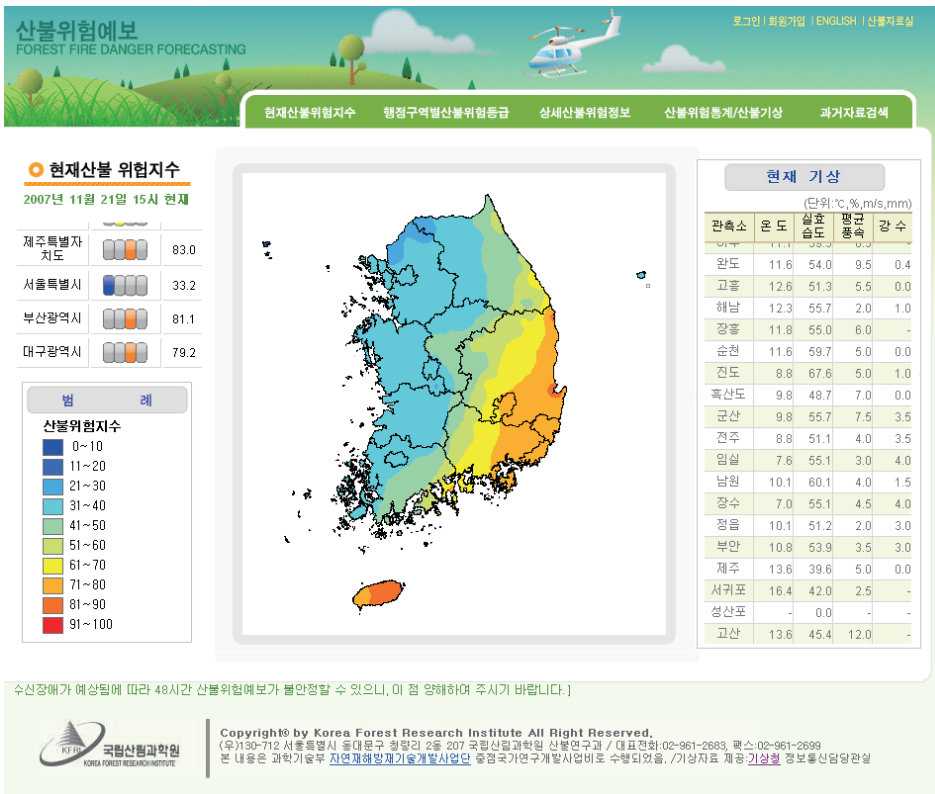 산불위험예보
FOREST FIRE DANGER FORECASTING
로그인 | 회원가입 | ENGLISH | 산불자료실
현재산불위험지수 행정구역별산불위험등급 상세산불위험정보 산불위험통계/산불기상 과거자료검색
현재산불 위험지수
2007년 11월 21일 15시 현재
제주특별자치도 83.0
서울특별시 33.2
부산광역시 81.1
대구광역시 79.2
범 례
산불위험지수
0~10
11~20
21~30
31~40
41~50
51~60
61~70
71~80
81~90
91~100
현재 기상
(단위:℃,%,m/s,mm)
관측소 온 도 실효습도 평균풍속 강 수
완도 11.6 54.0 9.5 0.4
고흥 12.6 51.3 5.5 0.0
해남 12.3 55.7 2.0 1.0
장흥 11.8 55.0 6.0 -
순천 11.6 59.7 5.0 0.0
진도 8.8 67.6 5.0 1.0
흑산도 9.8 48.7 7.0 0.0
군산 9.8 55.7 7.5 3.5
전주 8.8 51.1 4.0 3.5
임실 7.6 55.1 3.0 4.0
남원 10.1 60.1 4.0 1.5
장수 7.0 55.1 4.5 4.0
정읍 10.1 51.2 2.0 3.0
부안 10.8 53.9 3.5 3.0
제주 13.6 39.6 5.0 0.0
서귀포 16.4 42.0 2.5 -
성산포 - 0.0 - -
고산 13.6 45.4 12.0 -
수신장애가 예상됨에 따라 48시간 산불위험예보가 불안정할 수 있으니, 이 점 양해하여 주시기 바랍니다. ]
KFRI 국립산림과학원
KOREA FOREST RESEARCH INSTITUTE
Copyright® by Korea Forest Research Institute All Right Reserved,
(우)130-712 서울특별시 동대문구 청량리 2동 207 국립산림과학원 산불연구과 / 대표전화:02-961-2683, 팩스:02-961-2699
본 내용은 과학기술부 자연재해방재기술개발사업단 중점국가연구개발사업비로 수행되었음. /기상자료 제공:기상청 정보통신담당관실